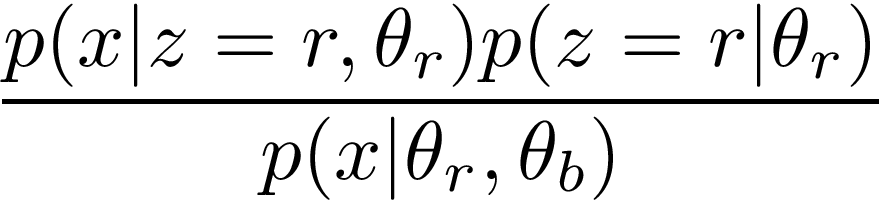 p(x|z = r, θ_r)p(z = r|θ_r)
p(x|θ_r, θ_b)